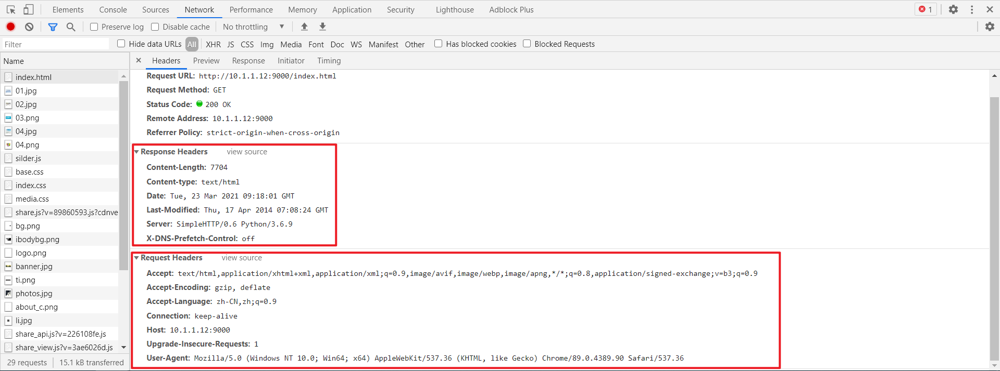 Elements Console Sources Network Performance Memory Application Security Lighthouse Adblock Plus 1
Preserve log Disable cache No throttling
Filter Hide data URLs All XHR JS CSS Img Media Font Doc WS Manifest Other Has blocked cookies Blocked Requests
Name
index.html
01.jpg
02.jpg
03.png
04.jpg
04.png
silder.js
base.css
index.css
media.css
share.js?v=89860593.js?cdnve
bg.png
ibodybg.png
logo.png
banner.jpg
ti.png
photos.jpg
about_c.png
li.jpg
share_api.js?v=226108fe.js
share_view.js?v=3ae6026d.js
29 requests 15.1 kB transferred
Headers Preview Response Initiator Timing
Request URL: http://10.1.1.12:9000/index.html
Request Method: GET
Status Code: 200 OK
Remote Address: 10.1.1.12:9000
Referrer Policy: strict-origin-when-cross-origin
Response Headers view source
Content-Length: 7704
Content-type: text/html
Date: Tue, 23 Mar 2021 09:18:01 GMT
Last-Modified: Thu, 17 Apr 2014 07:08:24 GMT
Server: SimpleHTTP/0.6 Python/3.6.9
X-DNS-Prefetch-Control: off
Request Headers view source
Accept: text/html,application/xhtml+xml,application/xml;q=0.9,image/avif,image/webp,image/apng,*/*;q=0.8,application/signed-exchange;v=b3;q=0.9
Accept-Encoding: gzip, deflate
Accept-Language: zh-CN,zh;q=0.9
Connection: keep-alive
Host: 10.1.1.12:9000
Upgrade-Insecure-Requests: 1
User-Agent: Mozilla/5.0 (Windows NT 10.0; Win64; x64) AppleWebKit/537.36 (KHTML, like Gecko) Chrome/89.0.4389.90 Safari/537.36